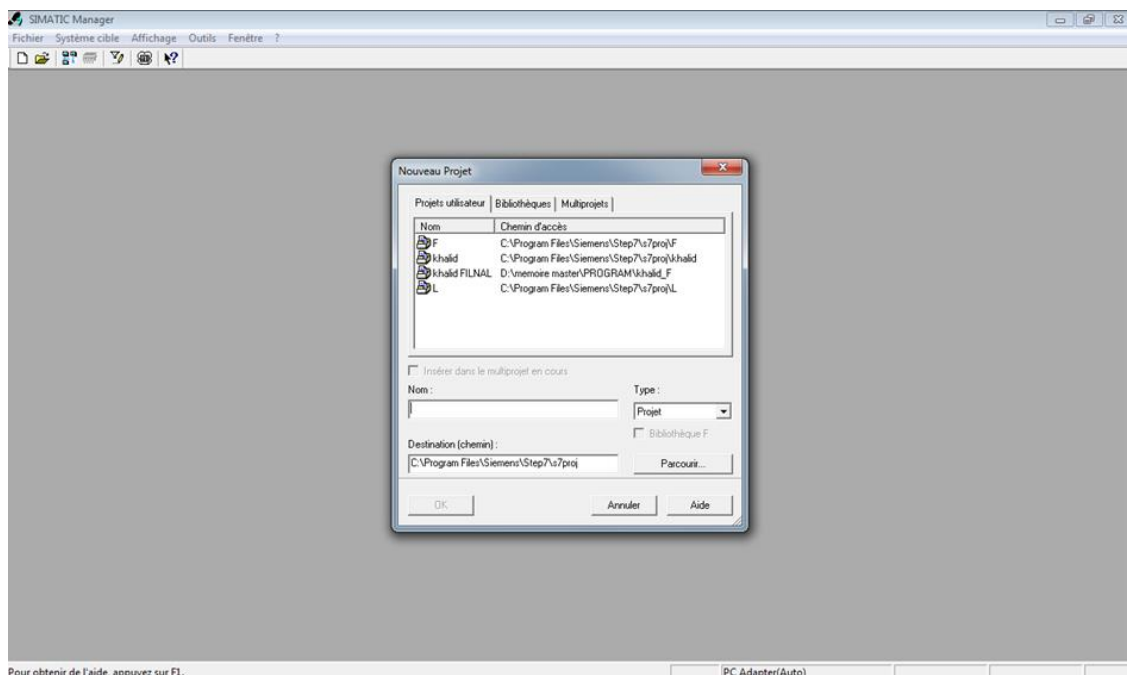 SIMATIC Manager
Fichier Système cible Affichage Outils Fenêtre ?
Nouveau Projet
Projets utilisateur Bibliothèques Multiprojets
Nom Chemin d'accès
F C:\Program Files\Siemens\Step7\s7proj\F
khalid C:\Program Files\Siemens\Step7\s7proj\khalid
khalid FILNAL D:\memoire master\PROGRAM\khalid_F
L C:\Program Files\Siemens\Step7\s7proj\L
Insérer dans le multiprojet en cours
Nom : Type :
Projet
Bibliothèque F
Destination (chemin) :
C:\Program Files\Siemens\Step7\s7proj Parcourir...
OK Annuler Aide
Pour obtenir de l'aide, appuyez sur F1. PC Adapter(Auto)